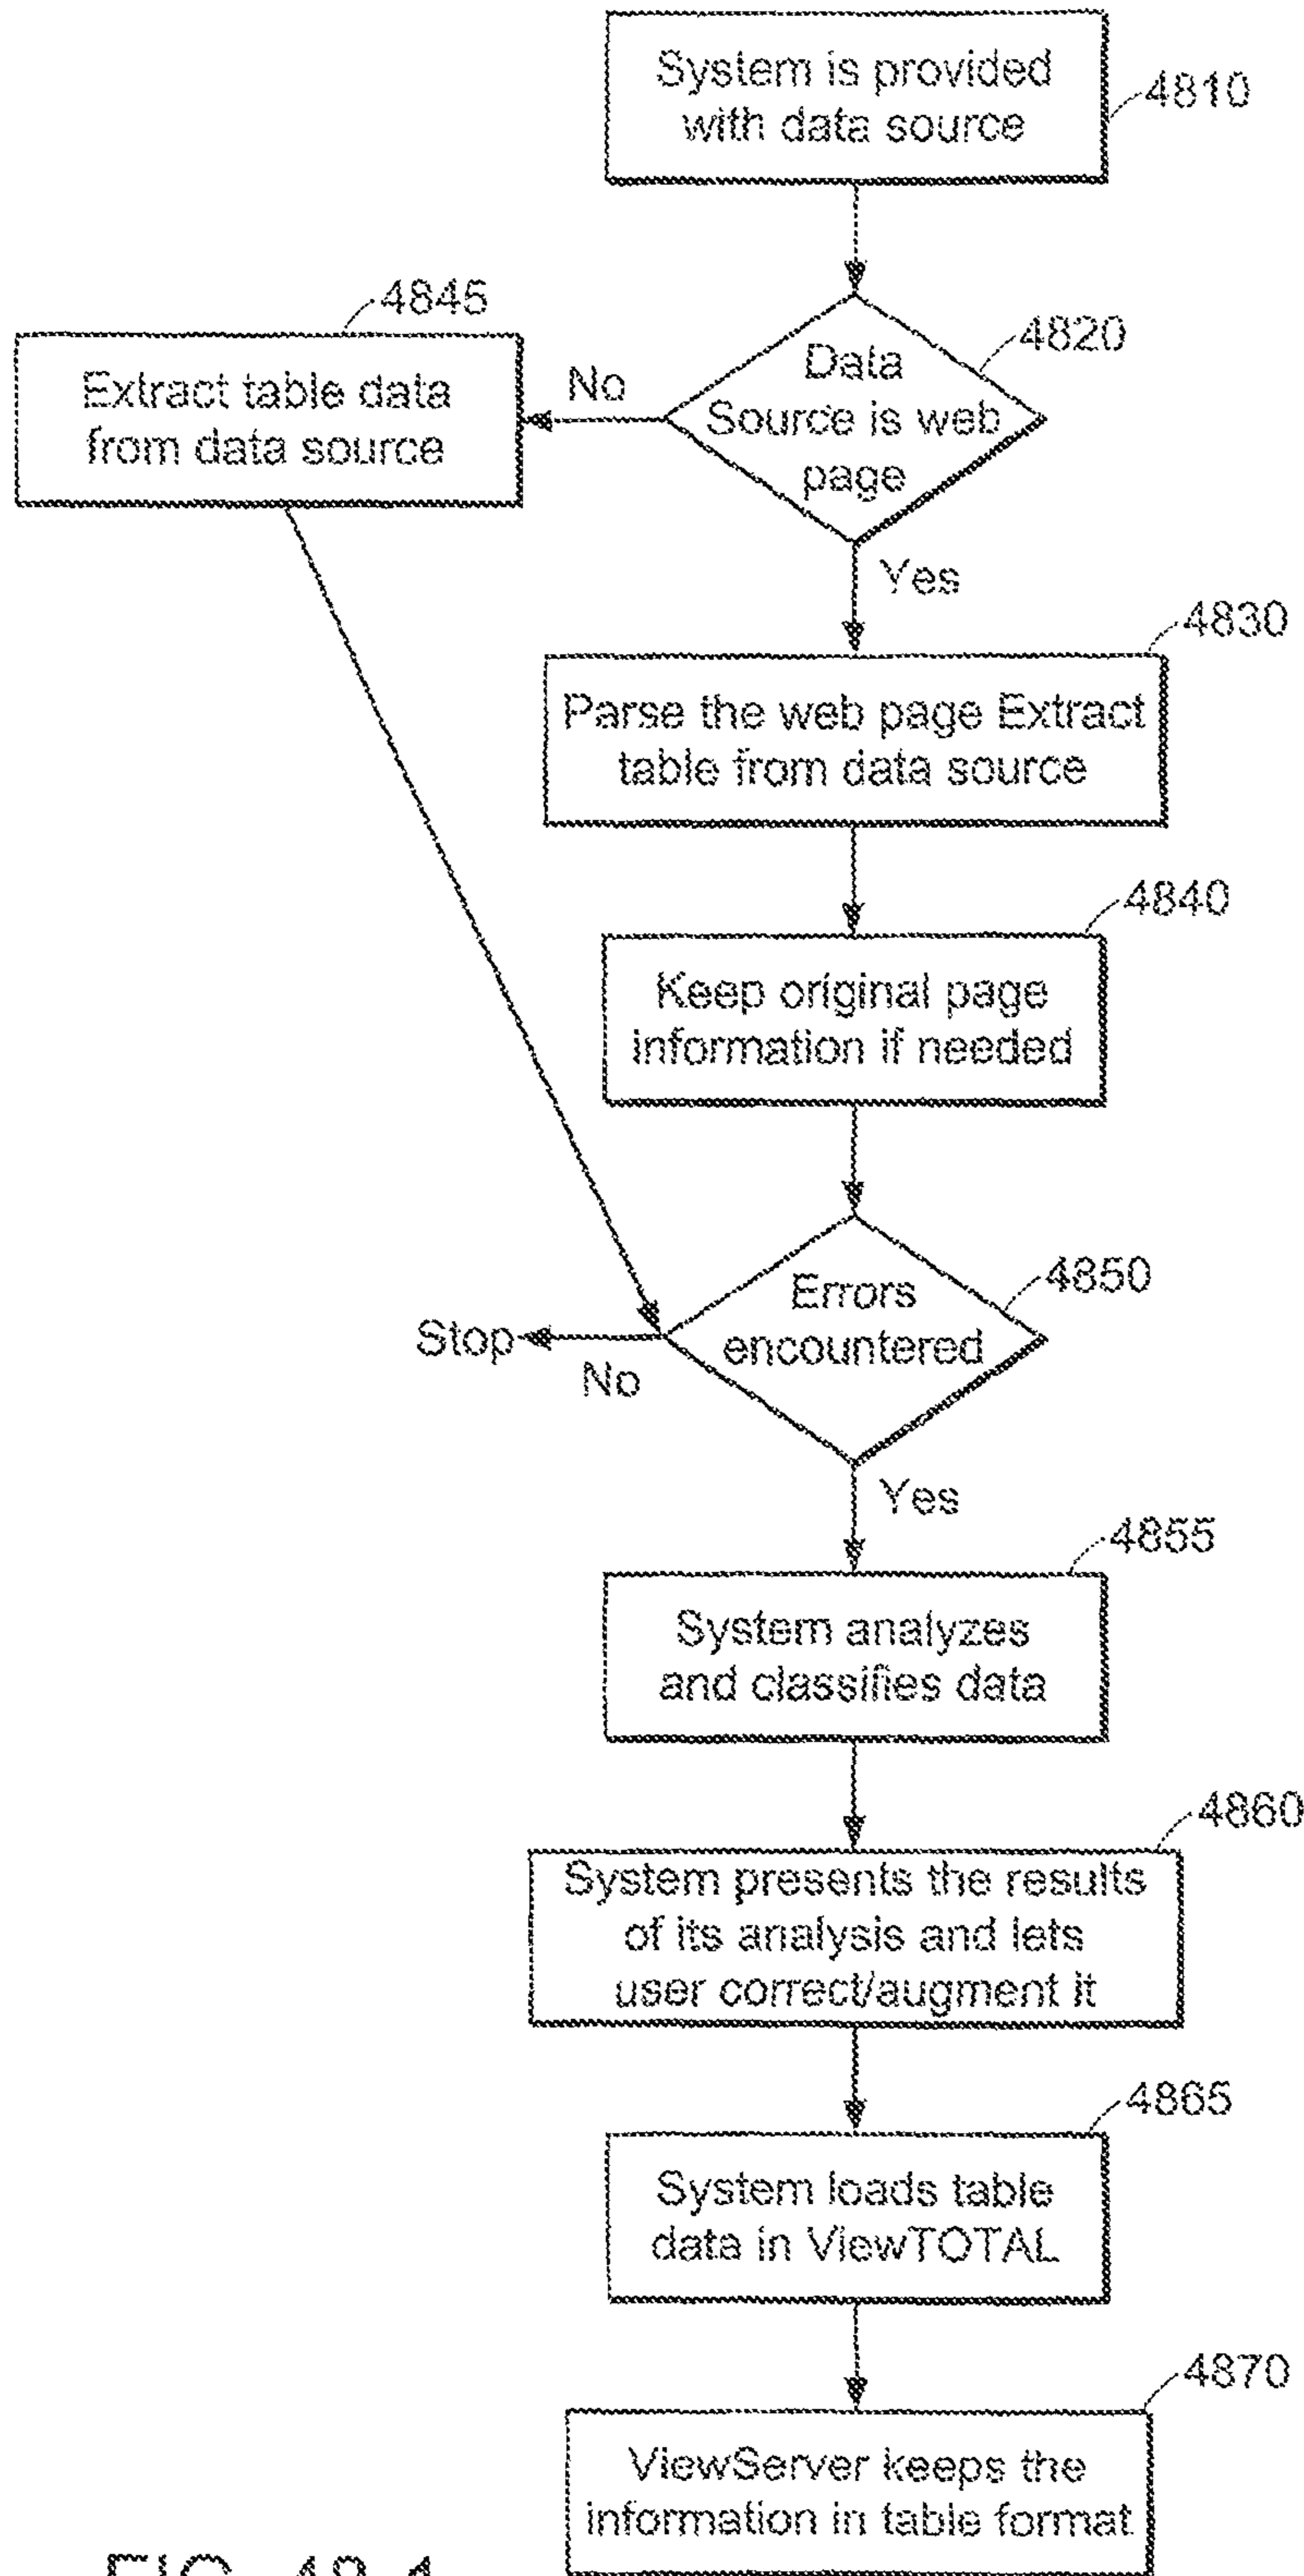 System is provided
with data source
4810
4845
Extract table data
from data source
No
Data
Source is web
page
4820
Yes
4830
Parse the web page Extract
table from data source
4840
Keep original page
information if needed
Errors
encountered
4850
Stop
No
Yes
4855
System analyzes
and classifies data
4860
System presents the results
of its analysis and lets
user correct/augment it
4865
System loads table
data in ViewTOTAL
4870
ViewServer keeps the
information in table format